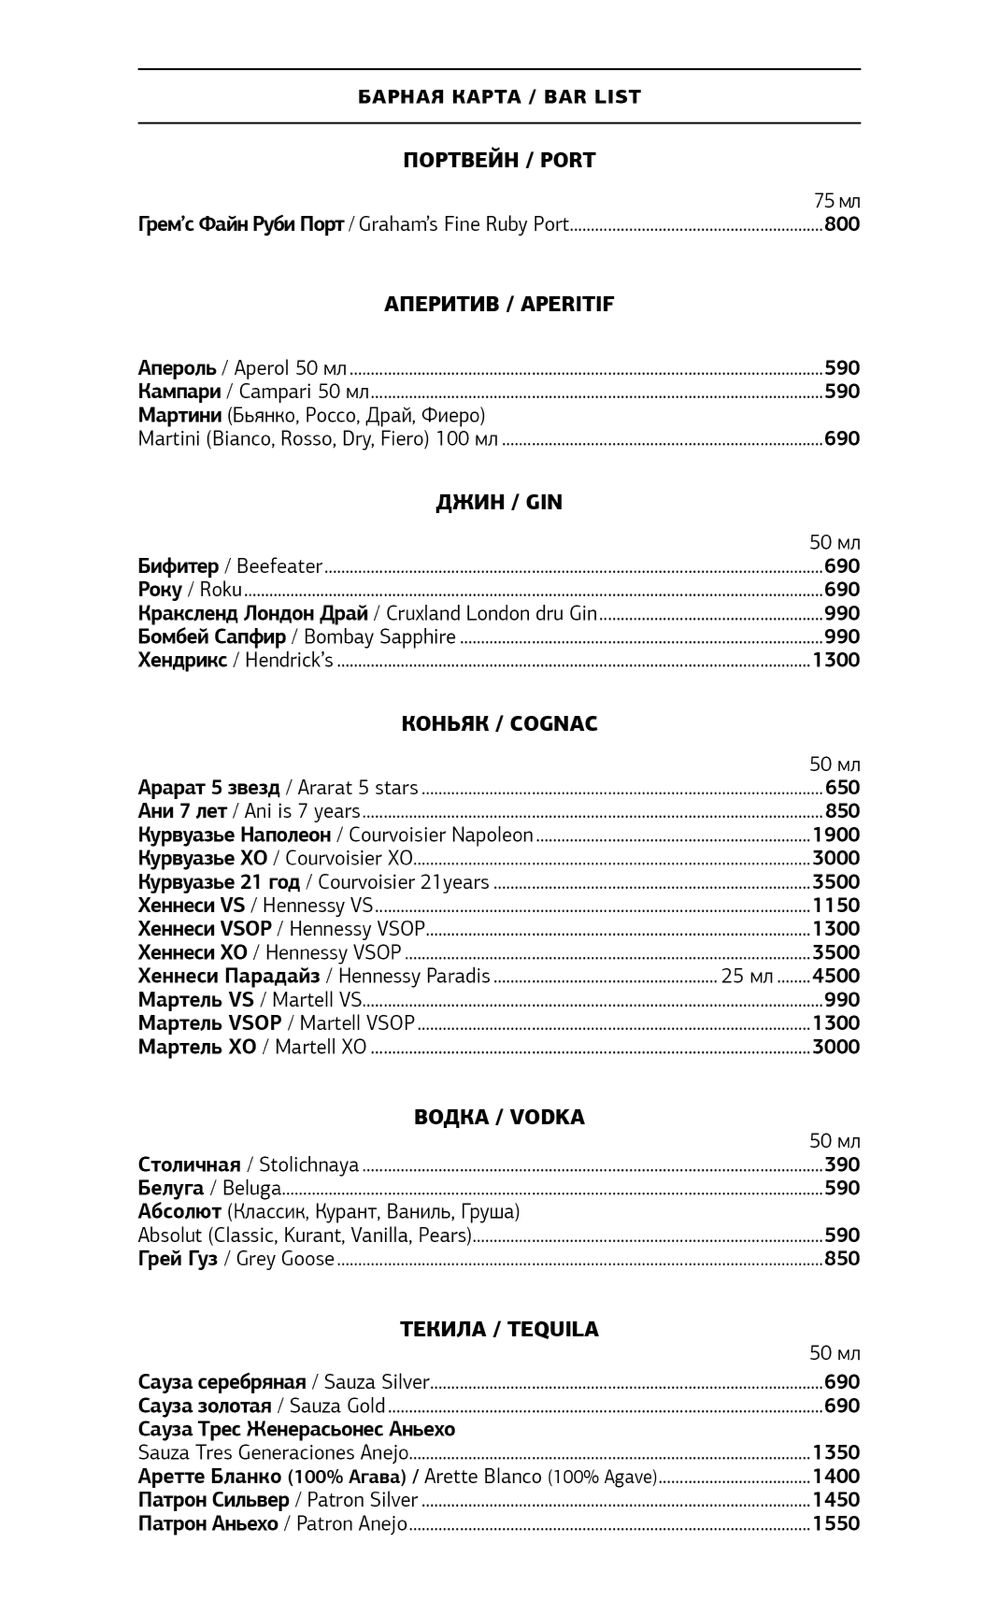 БАРНАЯ КАРТА / BAR LIST
ПОРТВЕЙН / PORT
75 мл
Грем’с Файн Руби Порт / Graham’s Fine Ruby Port...800
АПЕРИТИВ / APERITIF
Апероль / Aperol 50 мл...590
Кампари / Campari 50 мл...590
Мартини (Бьянко, Россо, Драй, Фиеро)
Martini (Bianco, Rosso, Dry, Fiero) 100 мл...690
ДЖИН / GIN
50 мл
Бифитер / Beefeater...690
Року / Roku...690
Краксленд Лондон Драй / Cruxland London dru Gin...990
Бомбей Сапфир / Bombay Sapphire...990
Хендрикс / Hendrick’s...1300
КОНЬЯК / COGNAC
50 мл
Арарат 5 звезд / Ararat 5 stars...650
Ани 7 лет / Ani is 7 years...850
Курвуазье Наполеон / Courvoisier Napoleon...1900
Курвуазье XO / Courvoisier XO...3000
Курвуазье 21 год / Courvoisier 21years...3500
Хеннеси VS / Hennessy VS...1150
Хеннеси VSOP / Hennessy VSOP...1300
Хеннеси XO / Hennessy VSOP...3500
Хеннеси Парадайз / Hennessy Paradis...25 мл...4500
Мартель VS / Martell VS...990
Мартель VSOP / Martell VSOP...1300
Мартель XO / Martell XO...3000
ВОДКА / VODKA
50 мл
Столичная / Stolichnaya...390
Белуга / Beluga...590
Абсолют (Классик, Курант, Ваниль, Груша)
Absolut (Classic, Kurant, Vanilla, Pears)...590
Грей Гуз / Grey Goose...850
ТЕКИЛА / TEQUILA
50 мл
Сауза серебряная / Sauza Silver...690
Сауза золотая / Sauza Gold...690
Сауза Трес Женерасьонес Аньехо
Sauza Tres Generaciones Anejo...1350
Аретте Бланко (100% Агава) / Arette Blanco (100% Agave)...1400
Патрон Сильвер / Patron Silver...1450
Патрон Аньехо / Patron Anejo...1550